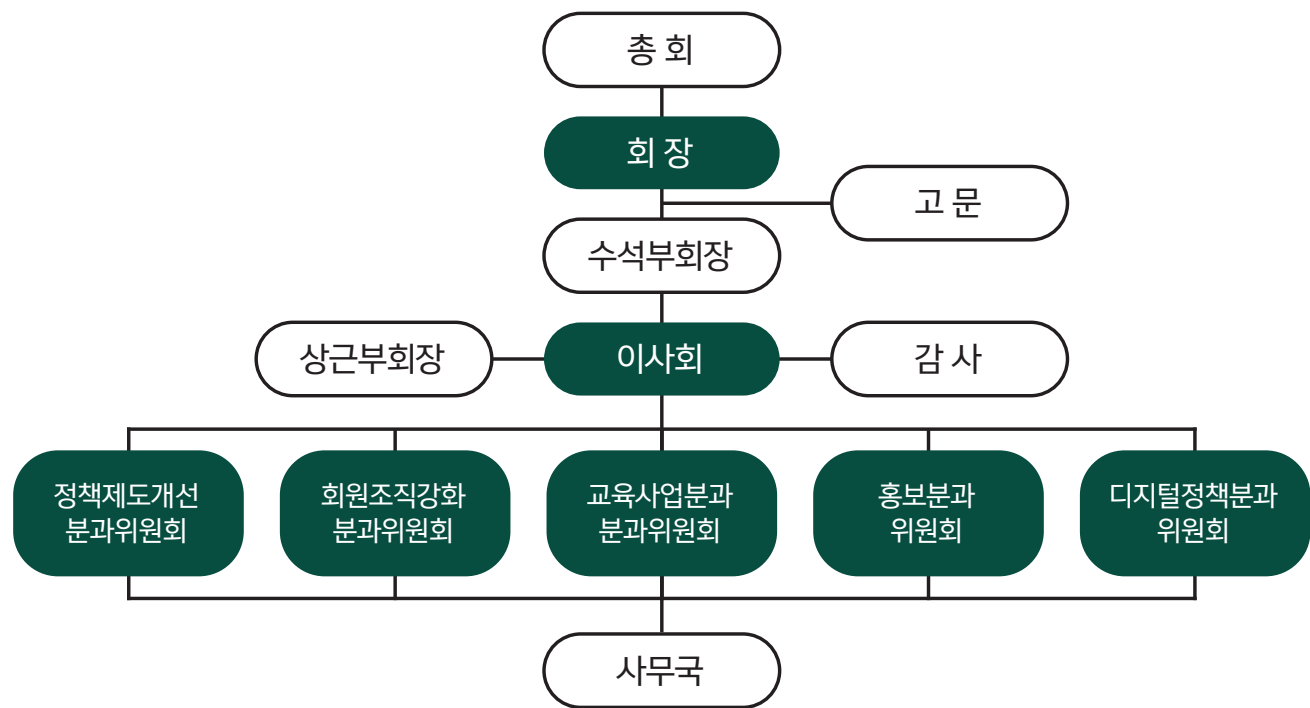 총 회
회 장
고 문
수석부회장
상근부회장
이사회
감 사
정책제도개선
분과위원회
회원조직강화
분과위원회
교육사업분과
분과위원회
홍보분과
위원회
디지털정책분과
위원회
사무국